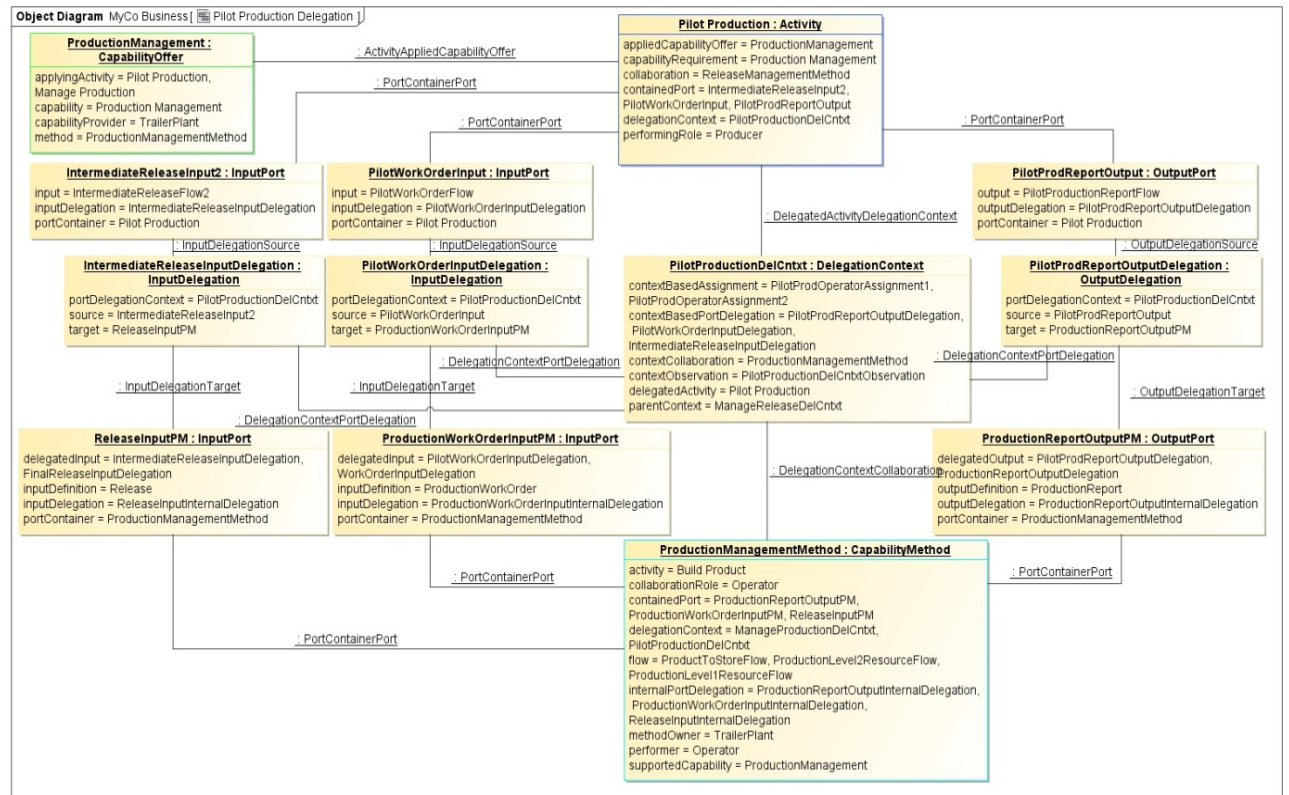 Object Diagram MyCo Business[ Pilot Production Delegation ]
ProductionManagement :
CapabilityOffer
applyingActivity = Pilot Production,
Manage Production
capability = Production Management
capabilityProvider = TrailerPlant
method = ProductionManagementMethod
: ActivityAppliedCapabilityOffer
: PortContainerPort
: PortContainerPort
Pilot Production : Activity
appliedCapabilityOffer = ProductionManagement
capabilityRequirement = Production Management
collaboration = ReleaseManagementMethod
containedPort = IntermediateReleaseInput2,
PilotWorkOrderInput, PilotProdReportOutput
delegationContext = PilotProductionDelCntxt
performingRole = Producer
: PortContainerPort
IntermediateReleaseInput2 : InputPort
input = IntermediateReleaseFlow2
inputDelegation = IntermediateReleaseInputDelegation
portContainer = Pilot Production
PilotWorkOrderInput : InputPort
input = PilotWorkOrderFlow
inputDelegation = PilotWorkOrderInputDelegation
portContainer = Pilot Production
: DelegatedActivityDelegationContext
PilotProdReportOutput : OutputPort
output = PilotProductionReportFlow
outputDelegation = PilotProdReportOutputDelegation
portContainer = Pilot Production
: InputDelegationSource
: InputDelegationSource
: OutputDelegationSource
IntermediateReleaseInputDelegation :
InputDelegation
portDelegationContext = PilotProductionDelCntxt
source = IntermediateReleaseInput2
target = ReleaseInputPM
PilotWorkOrderInputDelegation :
InputDelegation
portDelegationContext = PilotProductionDelCntxt
source = PilotWorkOrderInput
target = ProductionWorkOrderInputPM
PilotProductionDelCntxt : DelegationContext
contextBasedAssignment = PilotProdOperatorAssignment1,
PilotProdOperatorAssignment2
contextBasedPortDelegation = PilotProdReportOutputDelegation,
PilotWorkOrderInputDelegation,
IntermediateReleaseInputDelegation
contextCollaboration = ProductionManagementMethod
contextObservation = PilotProductionDelCntxtObservation
delegatedActivity = Pilot Production
parentContext = ManageReleaseDelCntxt
PilotProdReportOutputDelegation :
OutputDelegation
portDelegationContext = PilotProductionDelCntxt
source = PilotProdReportOutput
target = ProductionReportOutputPM
: DelegationContextPortDelegation
: DelegationContextPortDelegation
: InputDelegationTarget
: InputDelegationTarget
: OutputDelegationTarget
: DelegationContextPortDelegation
ReleaseInputPM : InputPort
delegatedInput = IntermediateReleaseInputDelegation,
FinalReleaseInputDelegation
inputDefinition = Release
inputDelegation = ReleaseInputInternalDelegation
portContainer = ProductionManagementMethod
ProductionWorkOrderInputPM : InputPort
delegatedInput = PilotWorkOrderInputDelegation,
WorkOrderInputDelegation
inputDefinition = ProductionWorkOrder
inputDelegation = ProductionWorkOrderInputInternalDelegation
portContainer = ProductionManagementMethod
: DelegationContextCollaboration
ProductionReportOutputPM : OutputPort
delegatedOutput = PilotProdReportOutputDelegation,
ProductionReportOutputDelegation
outputDefinition = ProductionReport
outputDelegation = ProductionReportOutputInternalDelegation
portContainer = ProductionManagementMethod
: PortContainerPort
: PortContainerPort
: PortContainerPort
ProductionManagementMethod : CapabilityMethod
activity = Build Product
collaborationRole = Operator
containedPort = ProductionReportOutputPM,
ProductionWorkOrderInputPM, ReleaseInputPM
delegationContext = ManageProductionDelCntxt,
PilotProductionDelCntxt
flow = ProductToStoreFlow, ProductionLevel2ResourceFlow,
ProductionLevel1ResourceFlow
internalPortDelegation = ProductionReportOutputInternalDelegation,
ProductionWorkOrderInputInternalDelegation,
ReleaseInputInternalDelegation
methodOwner = TrailerPlant
performer = Operator
supportedCapability = ProductionManagement